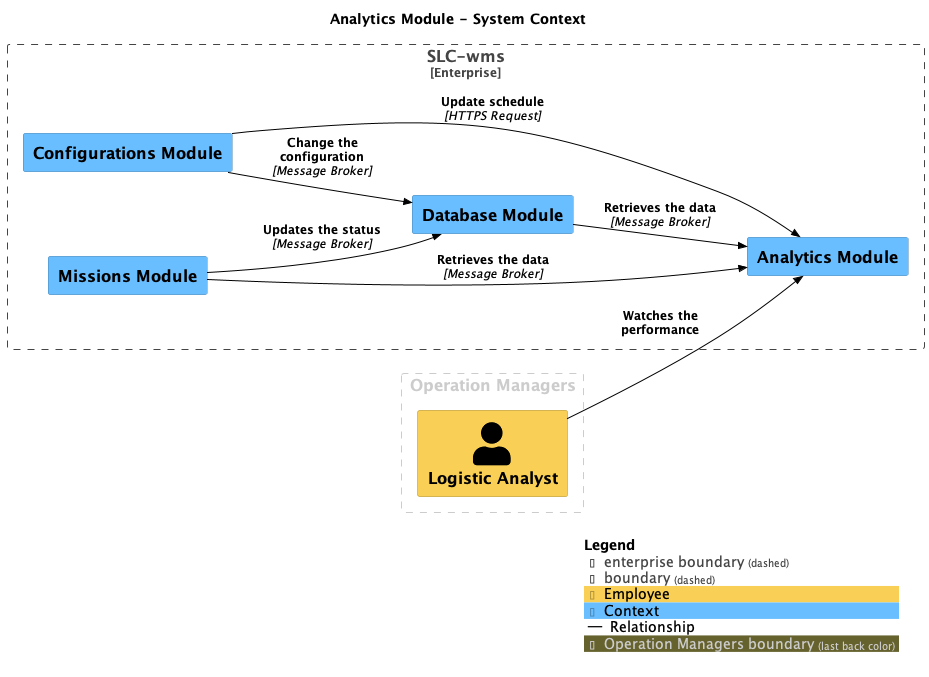 Analytics Module - System Context
SLC-wms
[Enterprise]
Update schedule
[HTTPS Request]
Configurations Module
Change the
configuration
[Message Broker]
Database Module
Retrieves the data
[Message Broker]
Updates the status
[Message Broker]
Analytics Module
Missions Module
Retrieves the data
[Message Broker]
Watches the
performance
Operation Managers
Logistic Analyst
Legend
enterprise boundary (dashed)
boundary (dashed)
Employee
Context
Relationship
Operation Managers boundary (last back color)